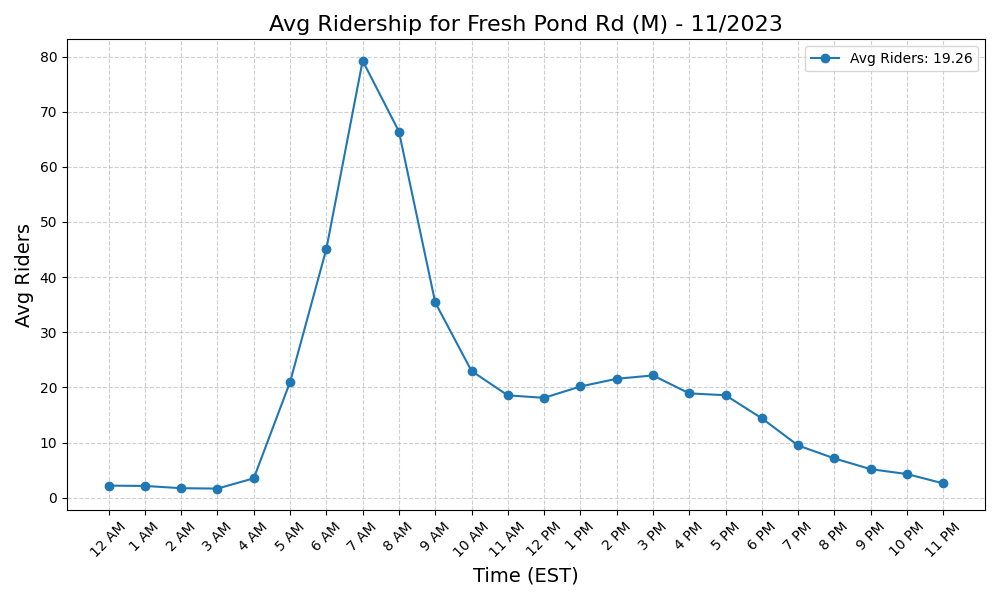 Avg Ridership for Fresh Pond Rd (M) - 11/2023
Avg Riders: 19.26
80
70
60
50
40
30
20
10
0
Avg Riders
12 AM
1 AM
2 AM
3 AM
4 AM
5 AM
6 AM
7 AM
8 AM
9 AM
10 AM
11 AM
12 PM
1 PM
2 PM
3 PM
4 PM
5 PM
6 PM
7 PM
8 PM
9 PM
10 PM
11 PM
Time (EST)